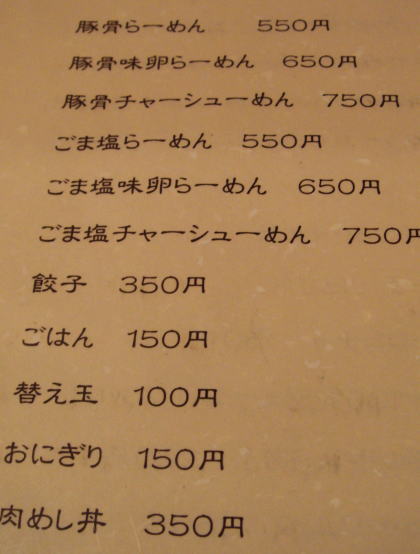 豚骨らーめん 550円
豚骨味卵らーめん 650円
豚骨チャーシューめん 750円
ごま塩らーめん 550円
ごま塩味卵らーめん 650円
ごま塩チャーシューめん 750円
餃子 350円
ごはん 150円
替え玉 100円
おにぎり 150円
肉めし丼 350円